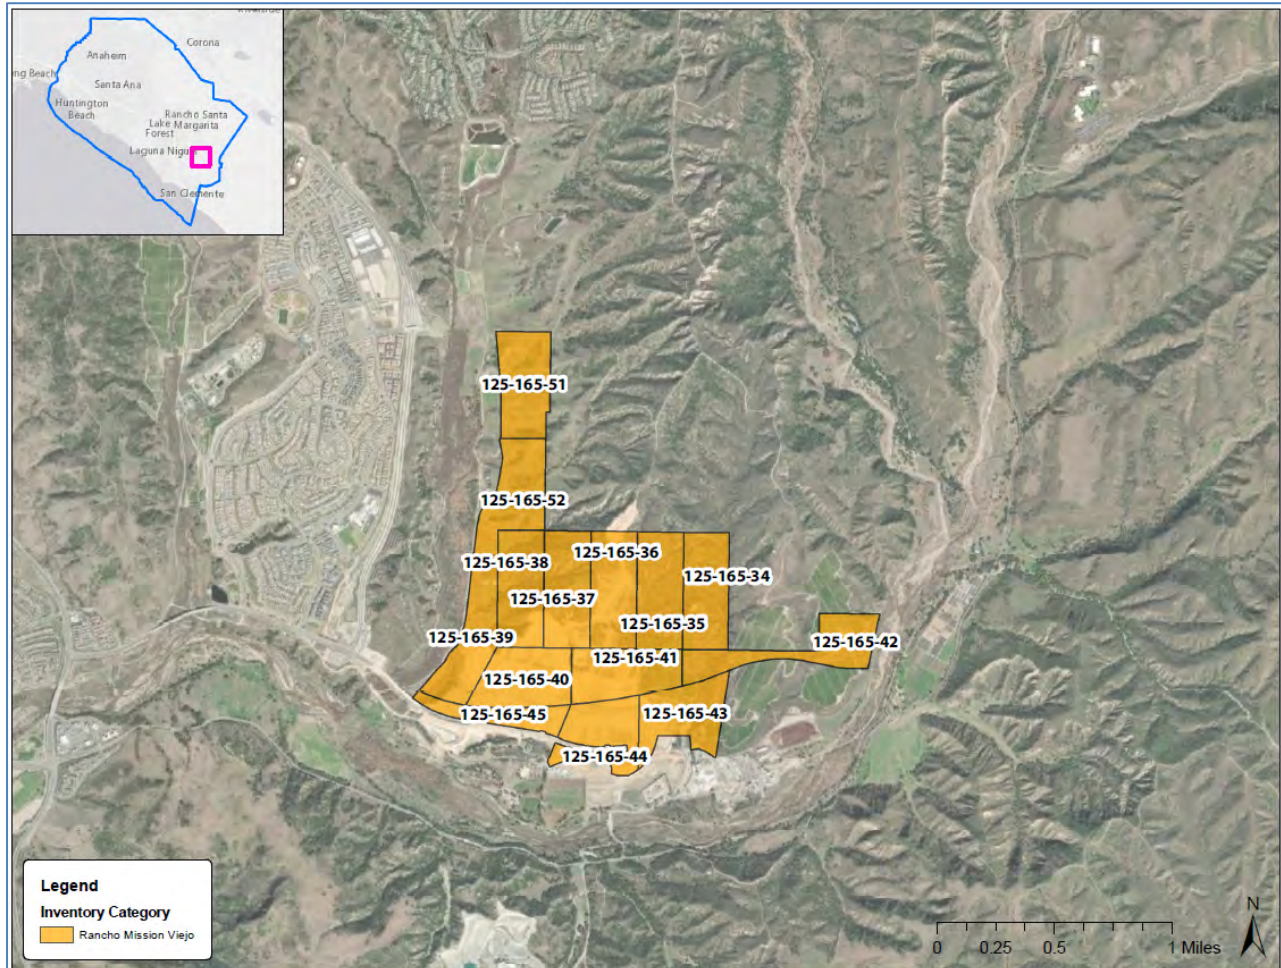 Corona
Anaheim
ng Beach
Santa Ana
Huntington
Beach
Rancho Santa
Lake Margarita
Forest
Laguna Nigu
San Clemente
125-165-51
125-165-52
125-165-36
125-165-38
125-165-34
125-165-37
125-165-35
125-165-39
125-165-42
125-165-41
125-165-40
125-165-45
125-165-43
125-165-44
Legend
Inventory Category
Rancho Mission Viejo
N
0 0.25 0.5 1 Miles